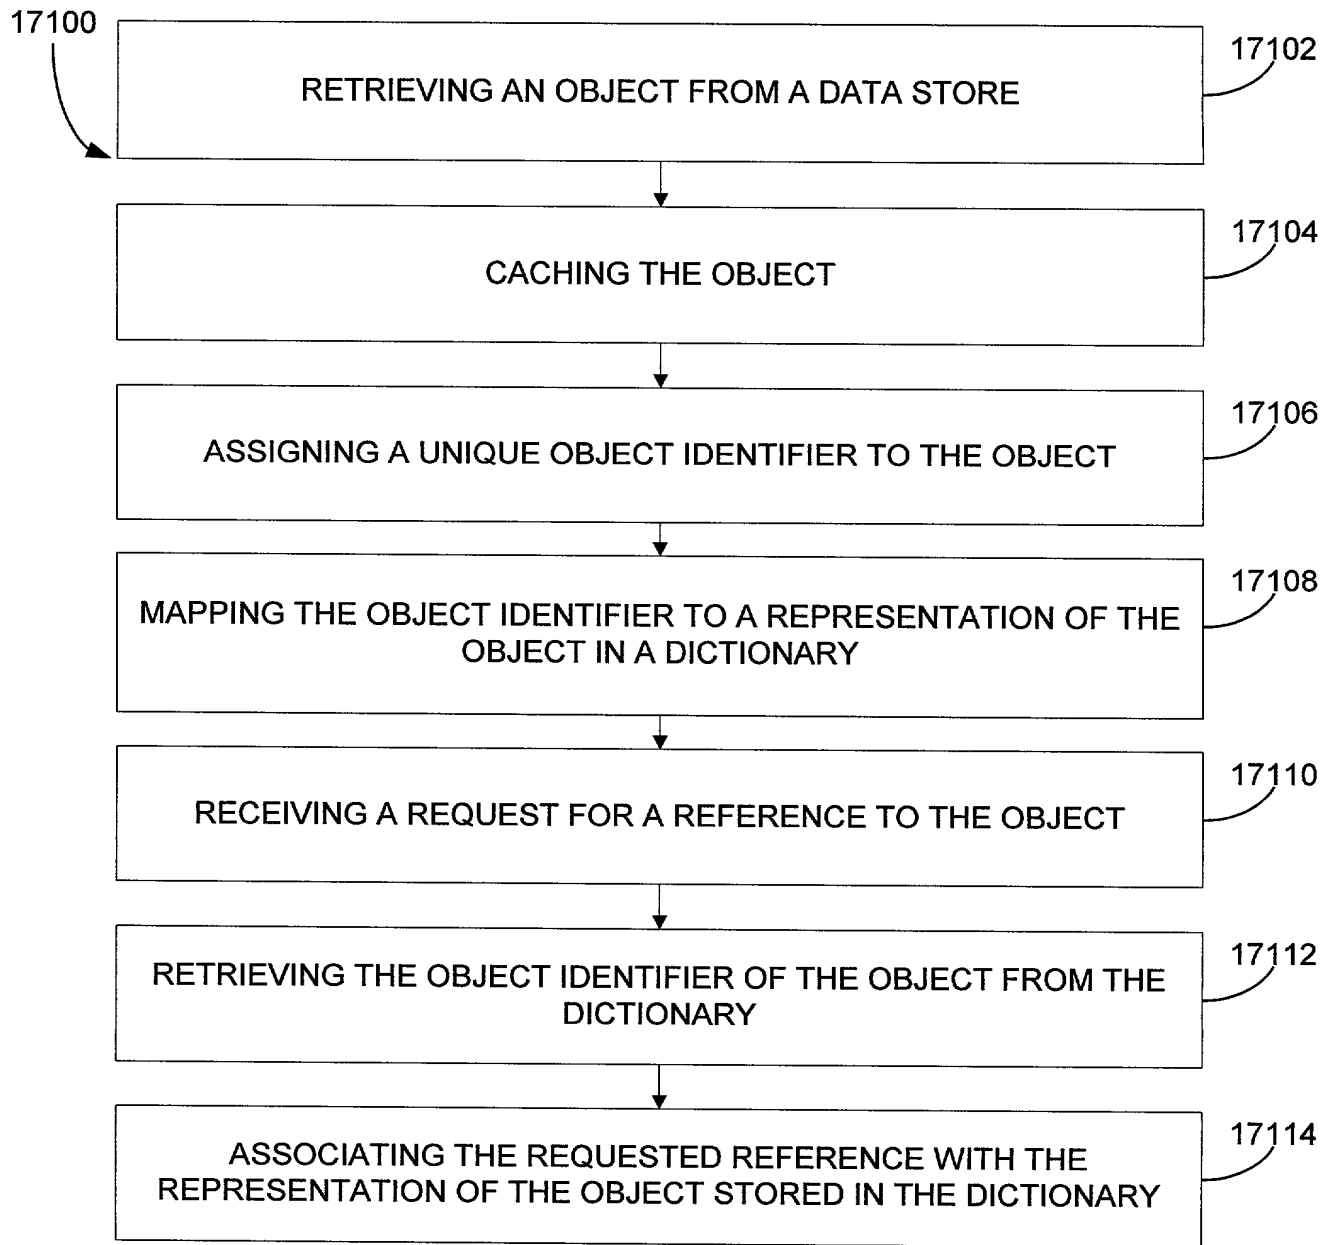 17100
17102
RETRIEVING AN OBJECT FROM A DATA STORE
17104
CACHING THE OBJECT
17106
ASSIGNING A UNIQUE OBJECT IDENTIFIER TO THE OBJECT
17108
MAPPING THE OBJECT IDENTIFIER TO A REPRESENTATION OF THE
OBJECT IN A DICTIONARY
17110
RECEIVING A REQUEST FOR A REFERENCE TO THE OBJECT
17112
RETRIEVING THE OBJECT IDENTIFIER OF THE OBJECT FROM THE
DICTIONARY
17114
ASSOCIATING THE REQUESTED REFERENCE WITH THE
REPRESENTATION OF THE OBJECT STORED IN THE DICTIONARY